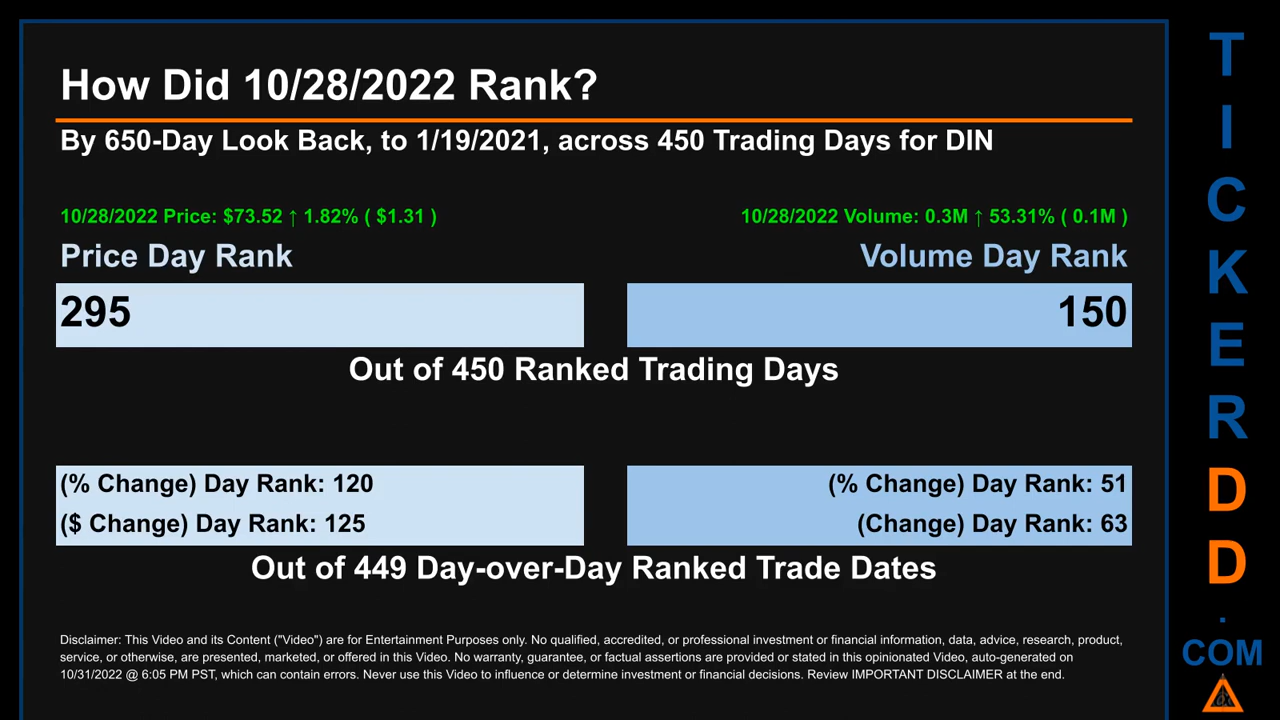 How Did 10/28/2022 Rank?
By 650-Day Look Back, to 1/19/2021, across 450 Trading Days for DIN
10/28/2022 Price: $73.52 ↑ 1.82% ( $1.31 )
10/28/2022 Volume: 0.3M ↑ 53.31% ( 0.1M )
Price Day Rank
Volume Day Rank
295
150
Out of 450 Ranked Trading Days
(% Change) Day Rank: 120
($ Change) Day Rank: 125
(% Change) Day Rank: 51
(Change) Day Rank: 63
Out of 449 Day-over-Day Ranked Trade Dates
Disclaimer: This Video and its Content ("Video") are for Entertainment Purposes only. No qualified, accredited, or professional investment or financial information, data, advice, research, product,
service, or otherwise, are presented, marketed, or offered in this Video. No warranty, guarantee, or factual assertions are provided or stated in this opinionated Video, auto-generated on
10/31/2022 @ 6:05 PM PST, which can contain errors. Never use this Video to influence or determine investment or financial decisions. Review IMPORTANT DISCLAIMER at the end.
T
I
C
K
E
R
D
D
.
COM